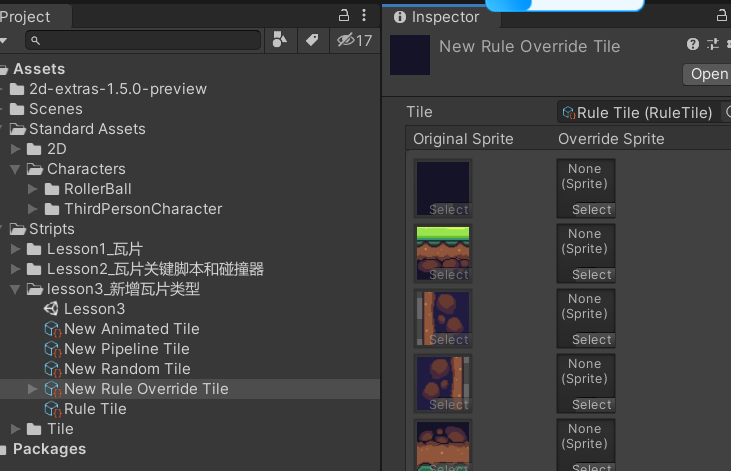 Project
17
Assets
2d-extras-1.5.0-preview
Scenes
Standard Assets
2D
Characters
RollerBall
ThirdPersonCharacter
Stripts
Lesson1_瓦片
Lesson2_瓦片关键脚本和碰撞器
lesson3_新增瓦片类型
Lesson3
New Animated Tile
New Pipeline Tile
New Random Tile
New Rule Override Tile
Rule Tile
Tile
Packages
Inspector
New Rule Override Tile
Open
Tile
Rule Tile (RuleTile)
Original Sprite
Override Sprite
Select
None
(Sprite)
Select
Select
None
(Sprite)
Select
Select
None
(Sprite)
Select
Select
None
(Sprite)
Select
Select
None
(Sprite)
Select